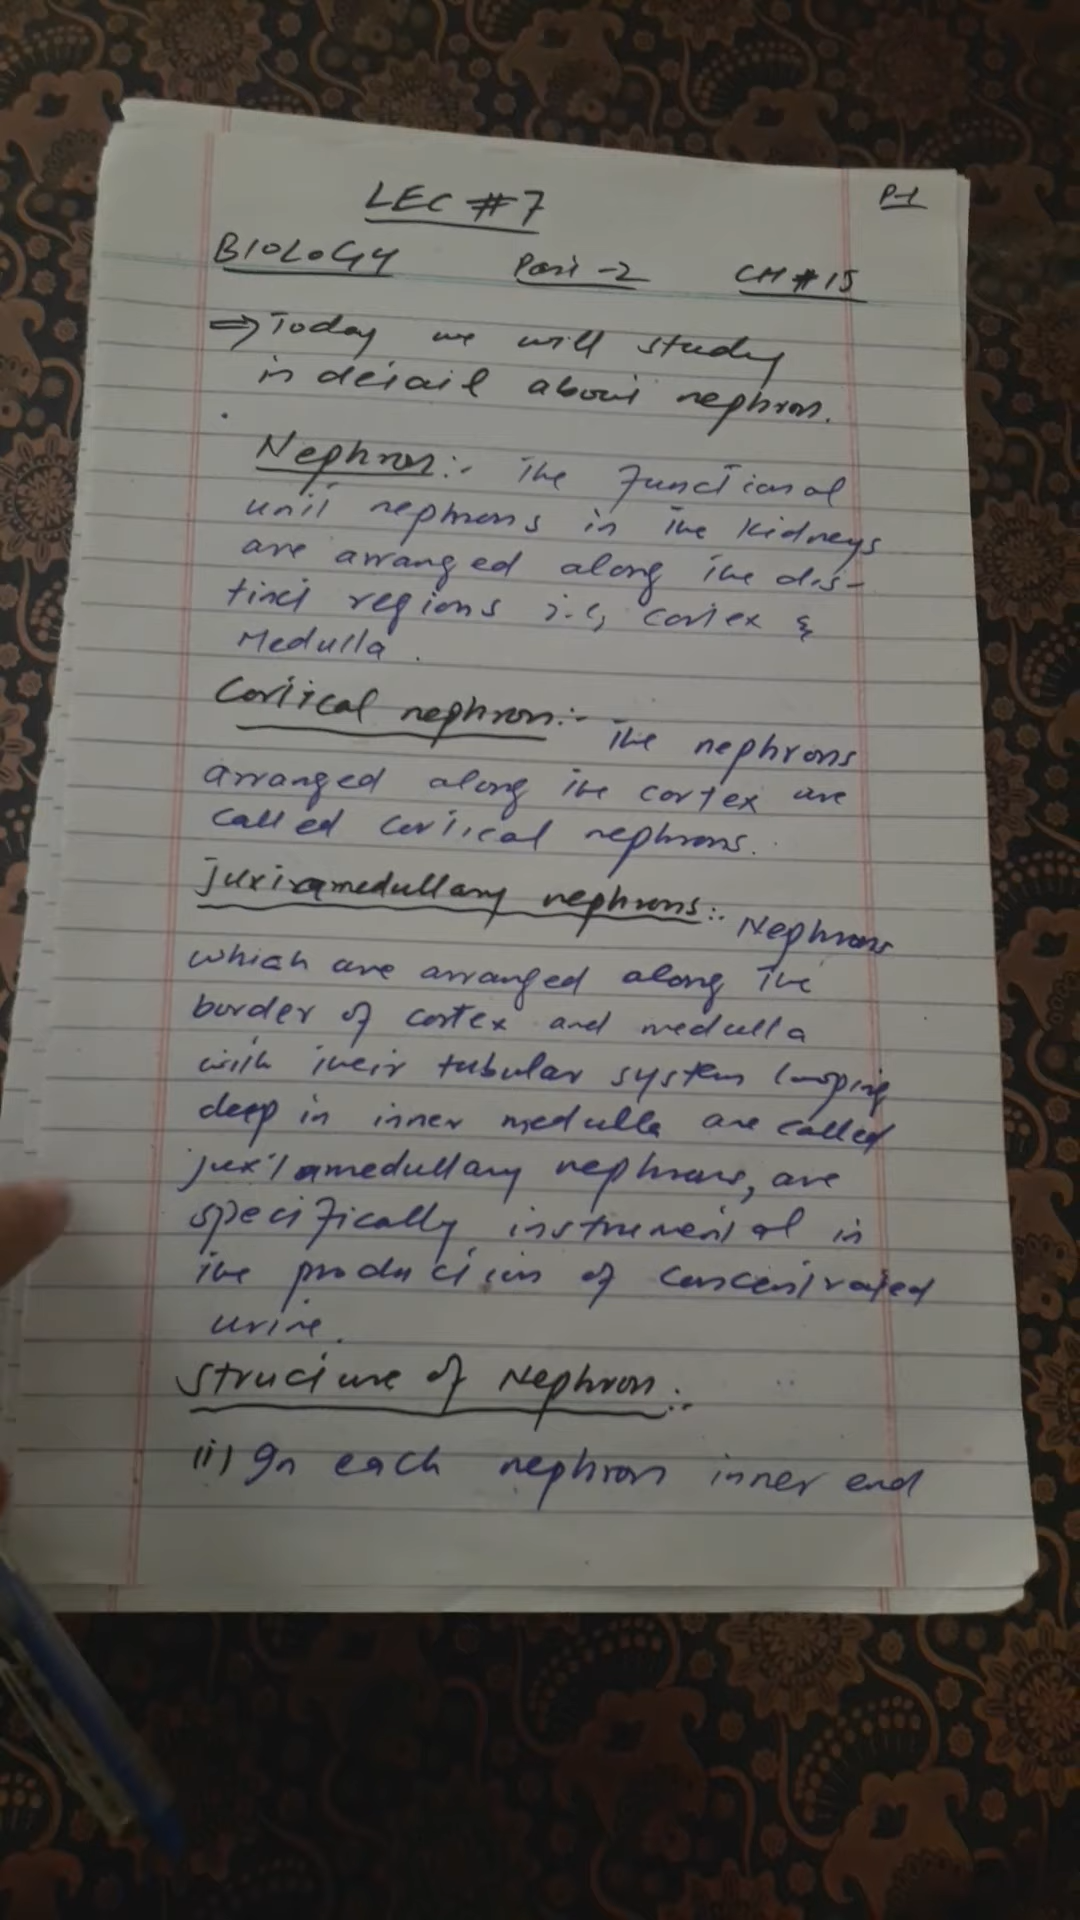 LEC #7
P-1
BIOLOGY Part-2 CH #15
⇒ Today we will study
in detail about nephron.
Nephron:- The functional
unit nephrons in the kidneys
are arranged along the dis-
tinct regions i.e, cortex &
Medulla.
Cortical nephron:- The nephrons
arranged along the cortex are
called cortical nephrons.
juxtamedullary nephrons:- Nephrons
which are arranged along the
border of cortex and medulla
with their tubular system looping
deep in inner medulla are called
juxtamedullary nephrons, are
specifically instrumental in
the production of concentrated
urine.
structure of Nephron:-
(i) In each nephron inner end